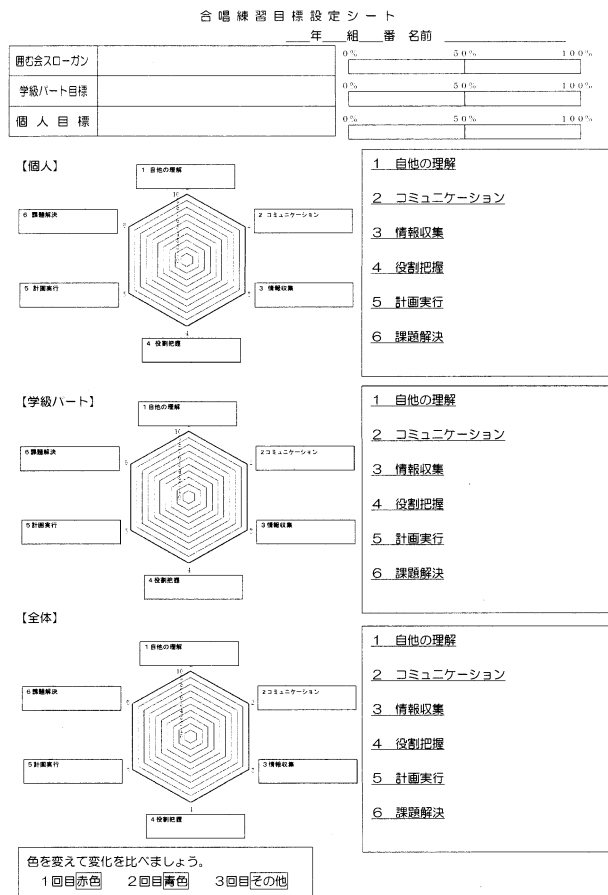 合唱練習目標設定シート
年 組 番 名前
囲む会スローガン
0% 50% 100%
学級パート目標
0% 50% 100%
個人目標
0% 50% 100%
【個人】
1 自他の理解
10
6 課題解決
2 コミュニケーション
5 計画実行
3 情報収集
4
4 役割把握
1 自他の理解
2 コミュニケーション
3 情報収集
4 役割把握
5 計画実行
6 課題解決
【学級パート】
1自他の理解
10
6課題解決
2コミュニケーション
5計画実行
3情報収集
4
4役割把握
1 自他の理解
2 コミュニケーション
3 情報収集
4 役割把握
5 計画実行
6 課題解決
【全体】
1自他の理解
10
6課題解決
2コミュニケーション
5計画実行
3情報収集
4役割把握
1 自他の理解
2 コミュニケーション
3 情報収集
4 役割把握
5 計画実行
6 課題解決
色を変えて変化を比べましょう。
1回目赤色 2回目青色 3回目その他